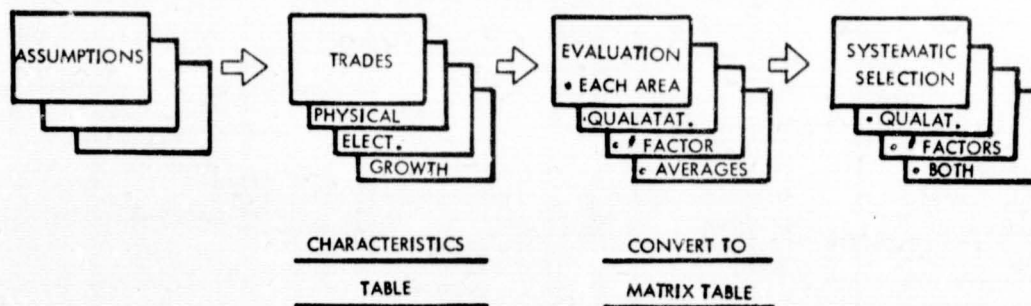 ASSUMPTIONS
TRADES
PHYSICAL
ELECT.
GROWTH
EVALUATION
• EACH AREA
•QUALATAT.
• # FACTOR
• AVERAGES
SYSTEMATIC
SELECTION
• QUALAT.
• # FACTORS
• BOTH
CHARACTERISTICS
TABLE
CONVERT TO
MATRIX TABLE